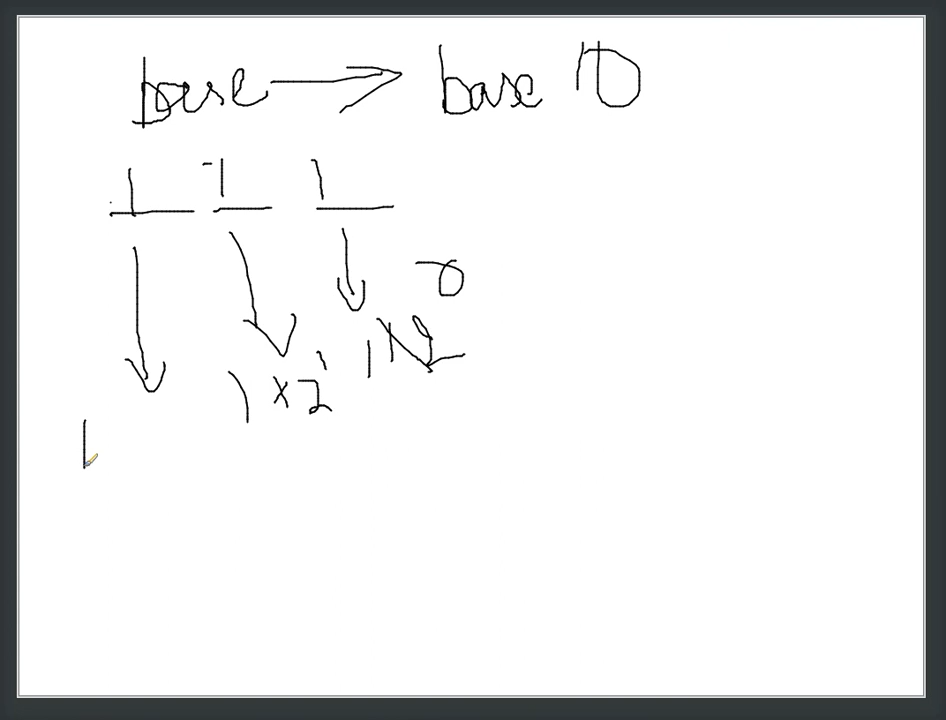 base → base 10
1 1 1
1 x 2¹ 1 x 2⁰
1